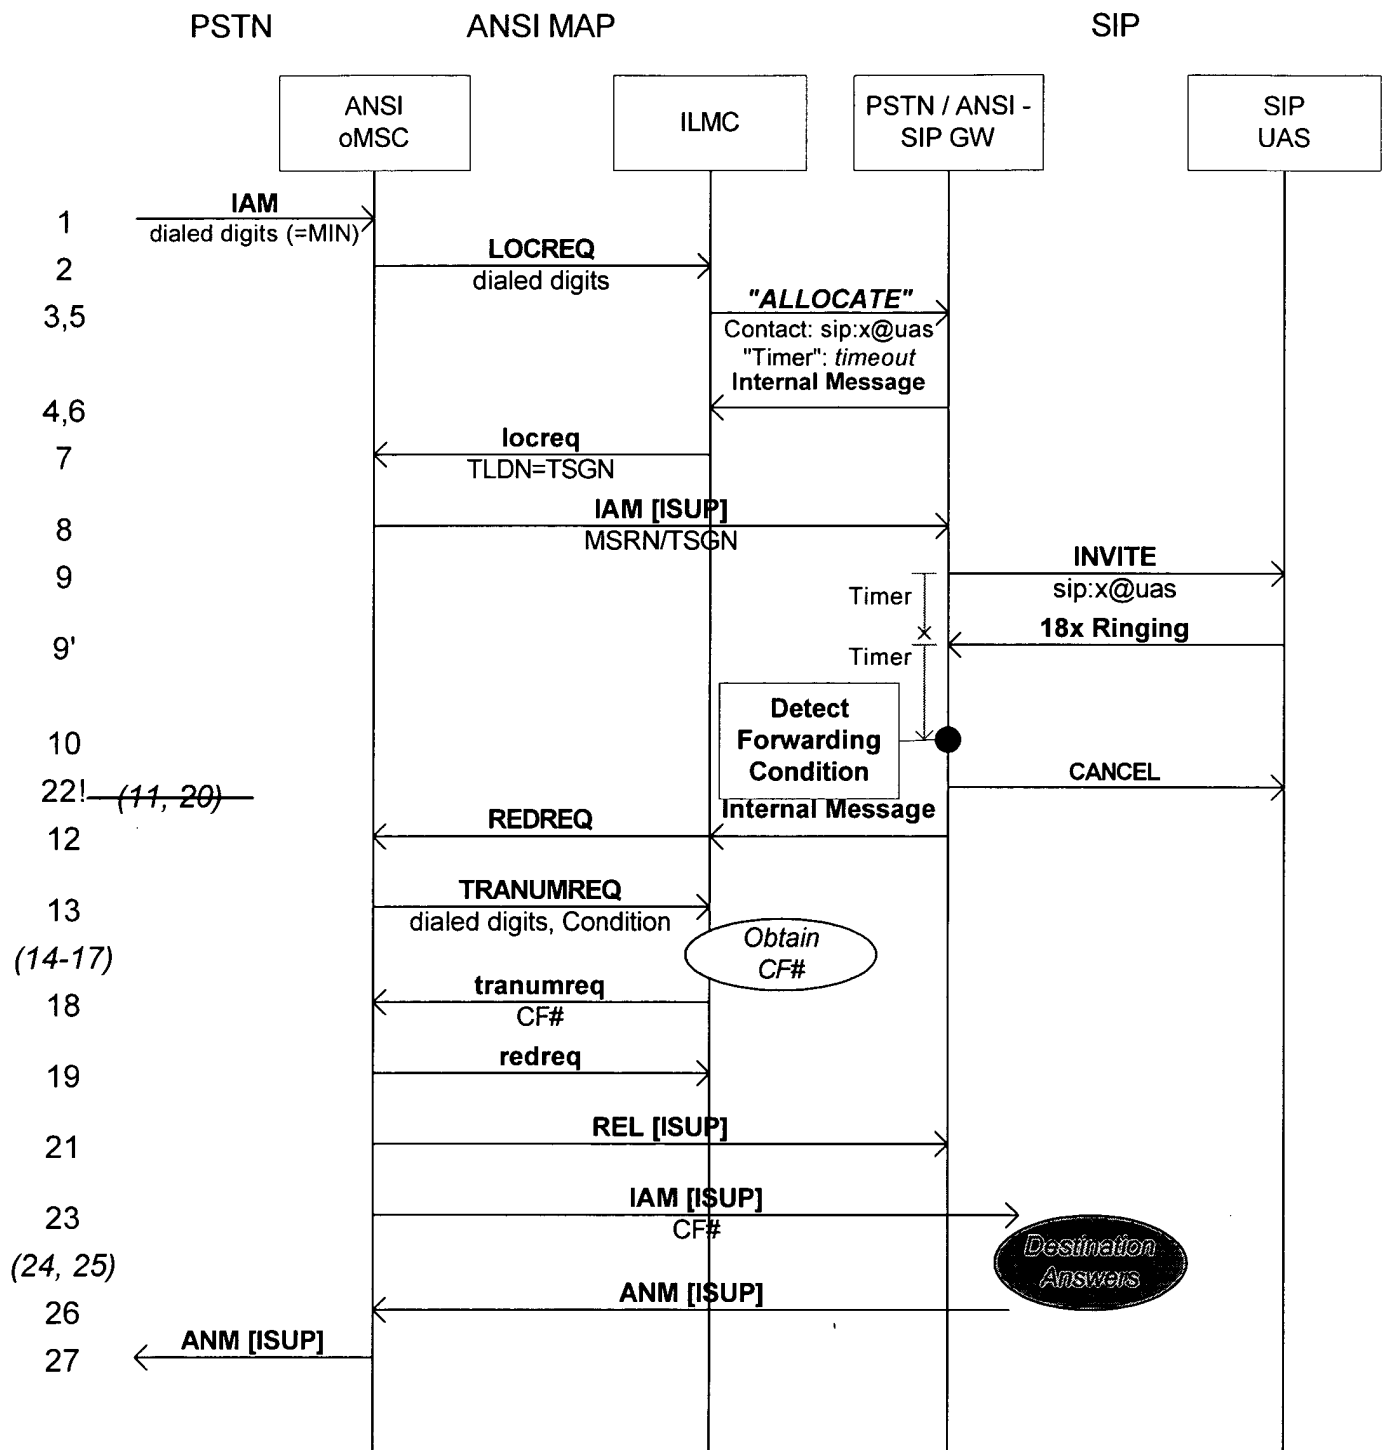 PSTN ANSI MAP SIP
ANSI
oMSC
ILMC
PSTN / ANSI -
SIP GW
SIP
UAS
1
IAM
dialed digits (=MIN)
2
LOCREQ
dialed digits
3,5
"ALLOCATE"
Contact: sip:x@uas
"Timer": timeout
4,6
Internal Message
7
locreq
TLDN=TSGN
8
IAM [ISUP]
MSRN/TSGN
9
INVITE
sip:x@uas
Timer
9'
18x Ringing
Timer
10
Detect
Forwarding
Condition
22! (11, 20)
CANCEL
12
REDREQ
Internal Message
13
TRANUMREQ
dialed digits, Condition
(14-17)
Obtain
CF#
18
tranumreq
CF#
19
redreq
21
REL [ISUP]
23
IAM [ISUP]
CF#
(24, 25)
Destination
Answers
26
ANM [ISUP]
27
ANM [ISUP]